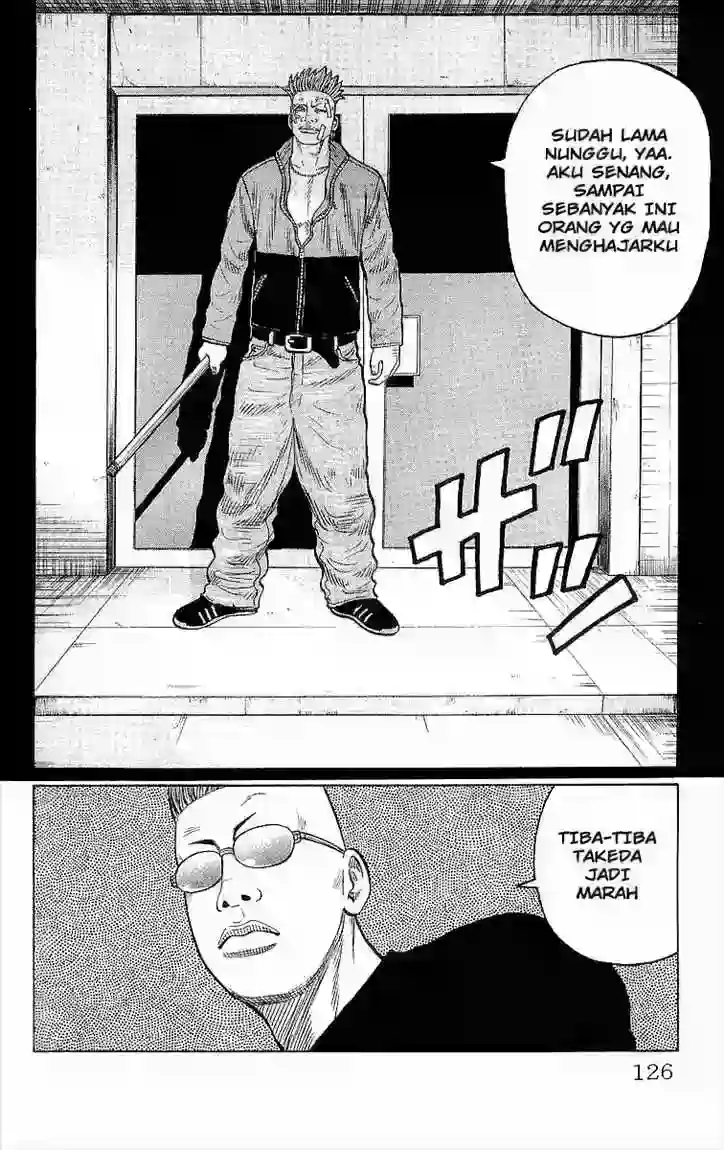 SUDAH LAMA
NUNGGU, YAA.
AKU SENANG,
SAMPAI
SEBANYAK INI
ORANG YG MAU
MENGHAJARKU
ザッ
TIBA-TIBA
TAKEDA
JADI
MARAH
126